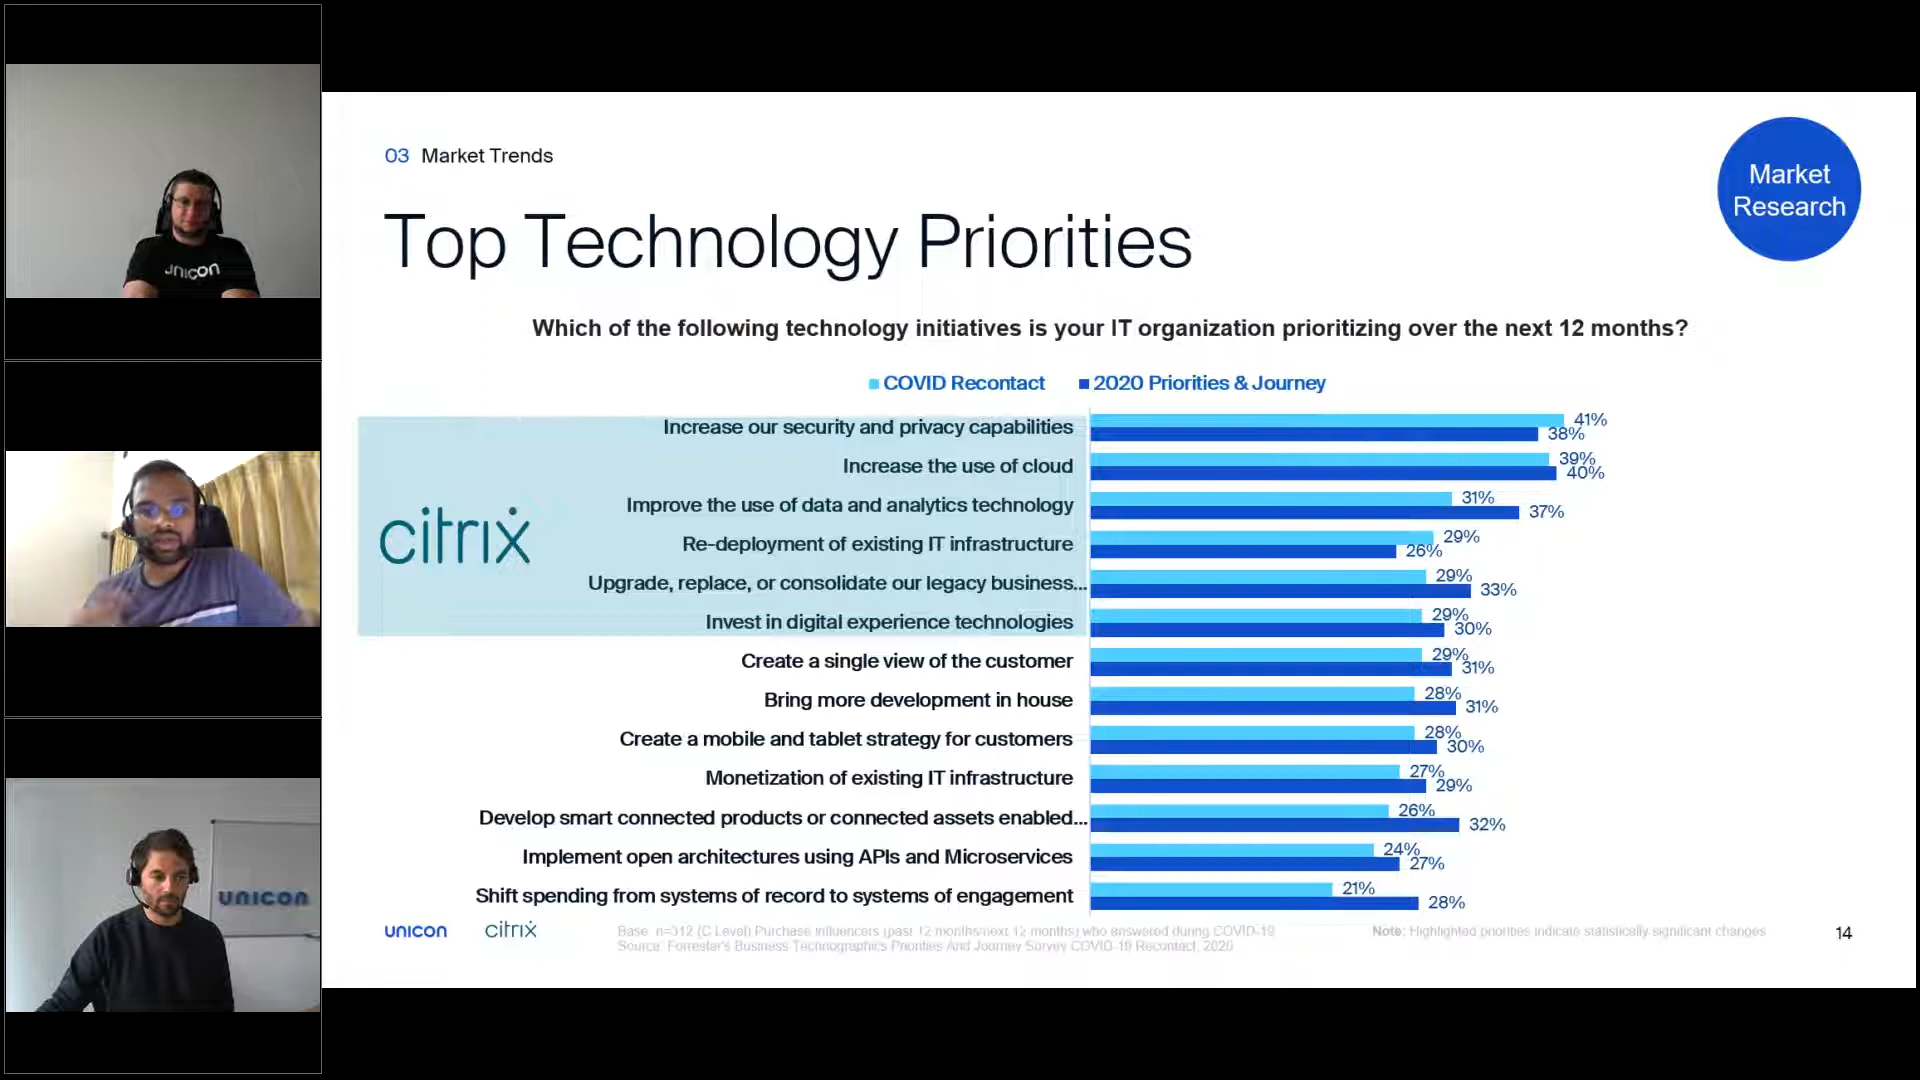 unicon
UNICON
03 Market Trends
Market
Research
Top Technology Priorities
Which of the following technology initiatives is your IT organization prioritizing over the next 12 months?
COVID Recontact 2020 Priorities & Journey
citrix
Increase our security and privacy capabilities 41% 38%
Increase the use of cloud 39% 40%
Improve the use of data and analytics technology 31% 37%
Re-deployment of existing IT infrastructure 29% 26%
Upgrade, replace, or consolidate our legacy business... 29% 33%
Invest in digital experience technologies 29% 30%
Create a single view of the customer 29% 31%
Bring more development in house 28% 31%
Create a mobile and tablet strategy for customers 28% 30%
Monetization of existing IT infrastructure 27% 29%
Develop smart connected products or connected assets enabled... 26% 32%
Implement open architectures using APIs and Microservices 24% 27%
Shift spending from systems of record to systems of engagement 21% 28%
unicon citrix
Base: n=312 (C Level) Purchase Influencers (past 12 months/next 12 months) who answered during COVID-19
Source: Forrester's Business Technographics Priorities And Journey Survey COVID-19 Recontact, 2020
Note: Highlighted priorities indicate statistically significant changes
14